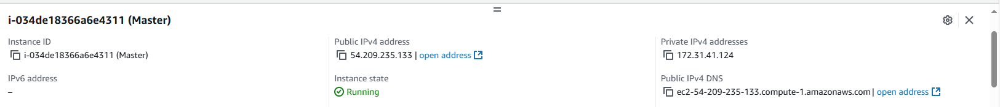 i-034de18366a6e4311 (Master)
Instance ID
i-034de18366a6e4311 (Master)
Public IPv4 address
54.209.235.133 | open address
Private IPv4 addresses
172.31.41.124
IPv6 address
–
Instance state
Running
Public IPv4 DNS
ec2-54-209-235-133.compute-1.amazonaws.com | open address